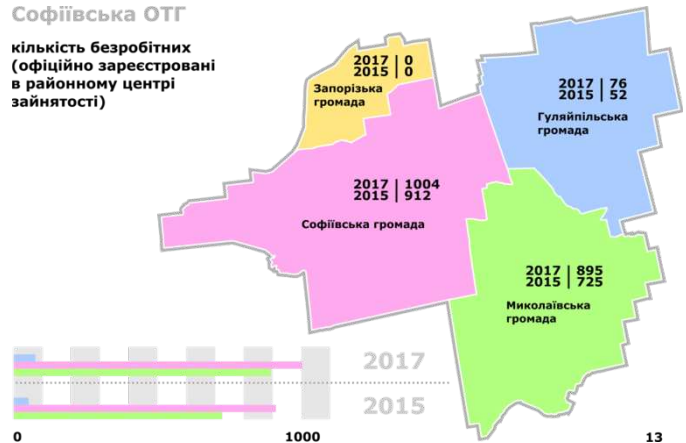 Софіївська ОТГ
кількість безробітних
(офіційно зареєстровані
в районному центрі
зайнятості)
2017 | 0
2015 | 0
Запорізька
громада
2017 | 76
2015 | 52
Гуляйпільська
громада
2017 | 1004
2015 | 912
Софіївська громада
2017 | 895
2015 | 725
Миколаївська
громада
2017
2015
0
1000
13